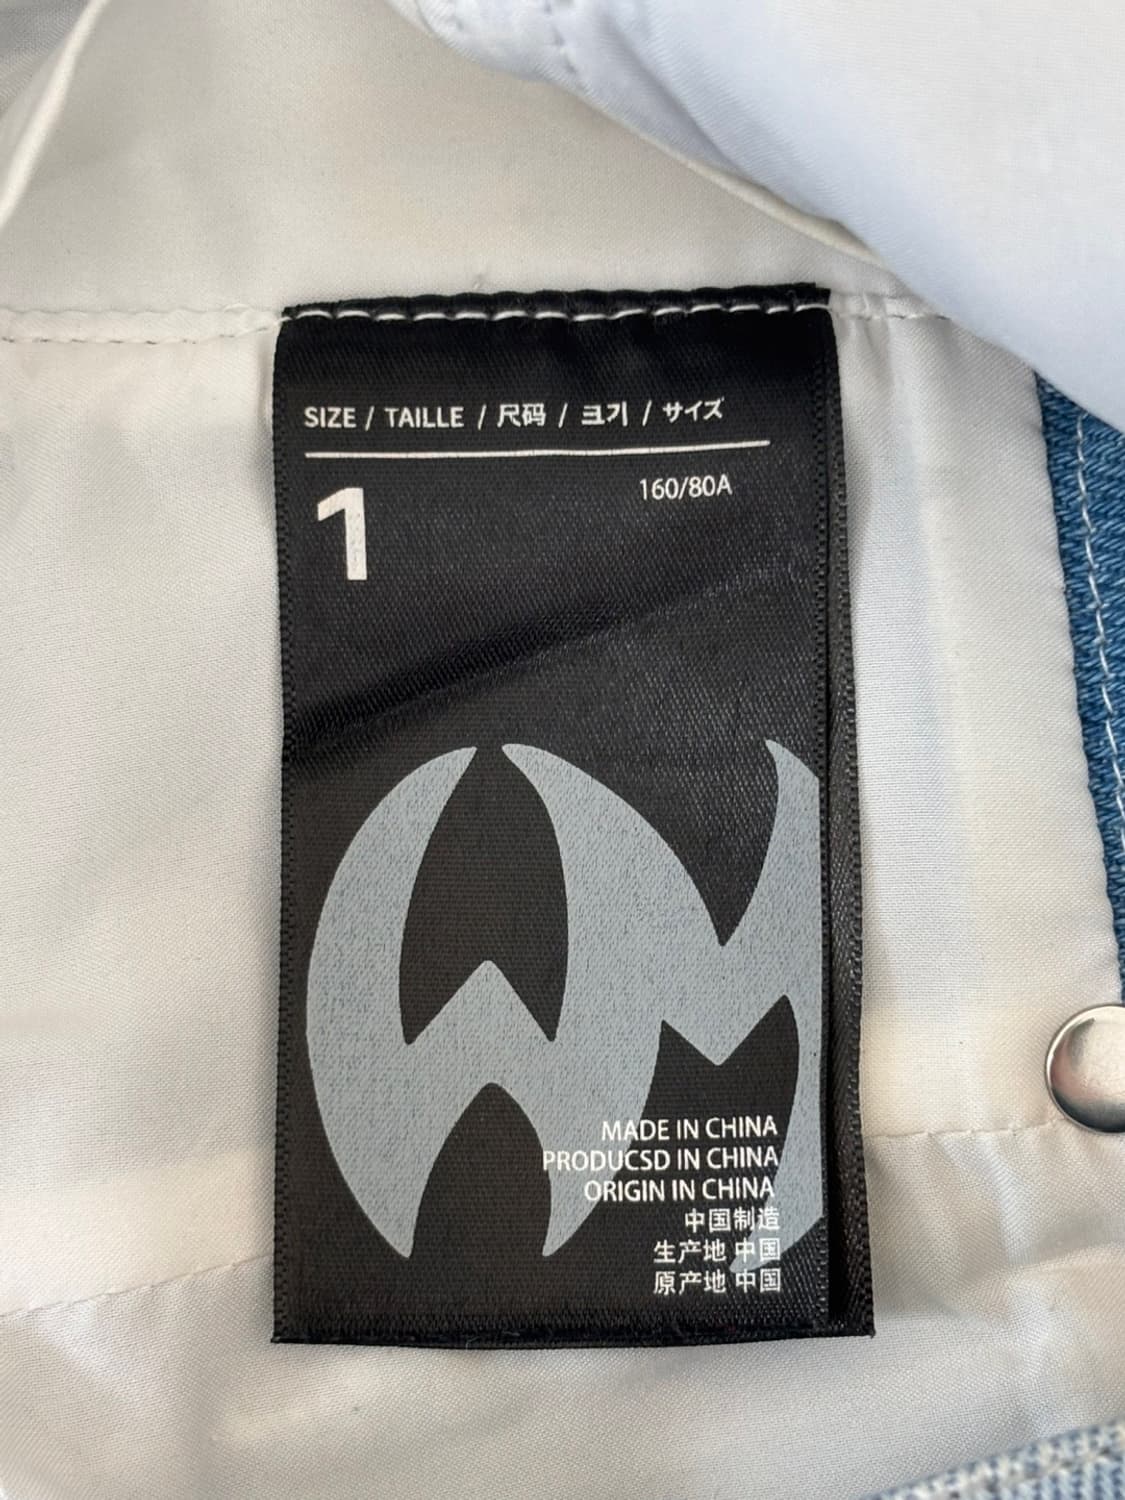 SIZE / TAILLE / 尺码 / 크기 / サイズ
160/80A
1
MADE IN CHINA
PRODUCSD IN CHINA
ORIGIN IN CHINA
中国制造
生产地 中国
原产地 中国